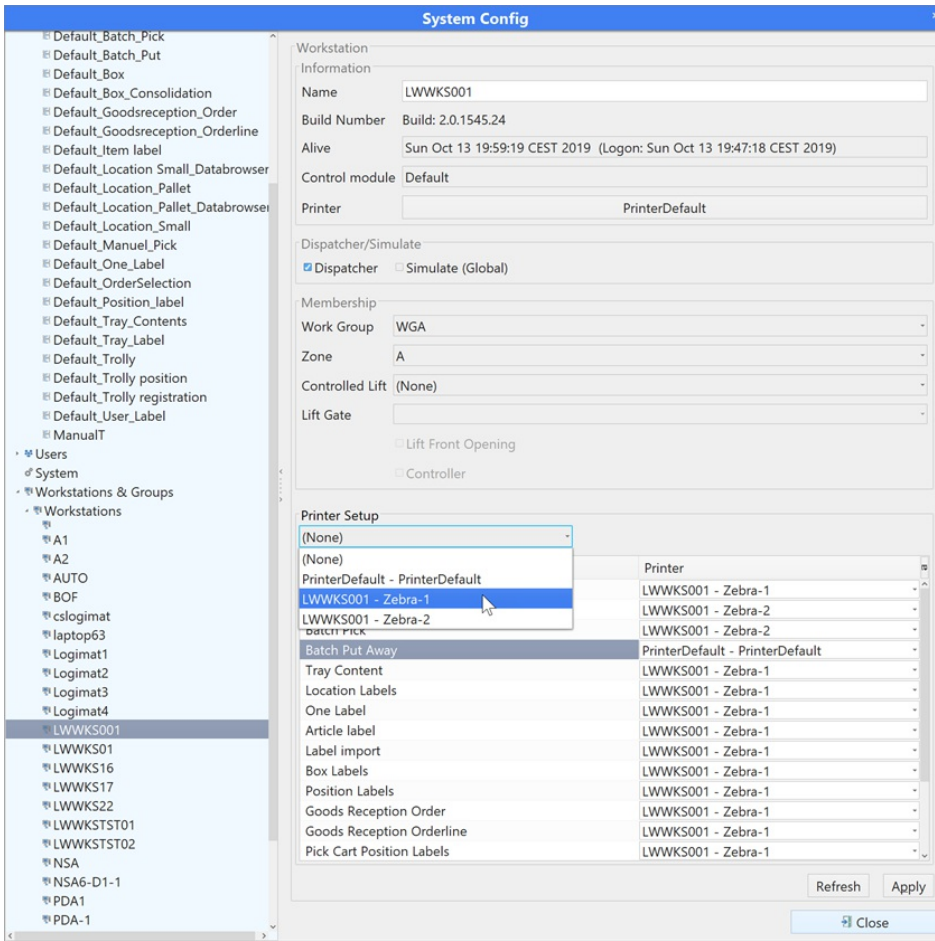 System Config
Default_Batch_Pick
Default_Batch_Put
Default_Box
Default_Box_Consolidation
Default_Goodsreception_Order
Default_Goodsreception_Orderline
Default_Item label
Default_Location Small_Databrowser
Default_Location_Pallet
Default_Location_Pallet_Databrowser
Default_Location_Small
Default_Manuel_Pick
Default_One_Label
Default_OrderSelection
Default_Position_label
Default_Tray_Contents
Default_Tray_Label
Default_Trolly
Default_Trolly position
Default_Trolly registration
Default_User_Label
ManualT
Users
System
Workstations & Groups
Workstations
A1
A2
AUTO
BOF
cslogimat
laptop63
Logimat1
Logimat2
Logimat3
Logimat4
LWWKS001
LWWKS01
LWWKS16
LWWKS17
LWWKS22
LWWKSTST01
LWWKSTST02
NSA
NSA6-D1-1
PDA1
PDA-1
Workstation
Information
Name LWWKS001
Build Number Build: 2.0.1545.24
Alive Sun Oct 13 19:59:19 CEST 2019 (Logon: Sun Oct 13 19:47:18 CEST 2019)
Control module Default
Printer PrinterDefault
Dispatcher/Simulate
Dispatcher Simulate (Global)
Membership
Work Group WGA
Zone A
Controlled Lift (None)
Lift Gate
Lift Front Opening
Controller
Printer Setup
(None)
(None)
PrinterDefault - PrinterDefault
LWWKS001 - Zebra-1
LWWKS001 - Zebra-2
Printer
LWWKS001 - Zebra-1
LWWKS001 - Zebra-2
Batch Pick LWWKS001 - Zebra-2
Batch Put Away PrinterDefault - PrinterDefault
Tray Content LWWKS001 - Zebra-1
Location Labels LWWKS001 - Zebra-1
One Label LWWKS001 - Zebra-1
Article label LWWKS001 - Zebra-1
Label import LWWKS001 - Zebra-1
Box Labels LWWKS001 - Zebra-1
Position Labels LWWKS001 - Zebra-1
Goods Reception Order LWWKS001 - Zebra-1
Goods Reception Orderline LWWKS001 - Zebra-1
Pick Cart Position Labels LWWKS001 - Zebra-1
Refresh Apply
Close